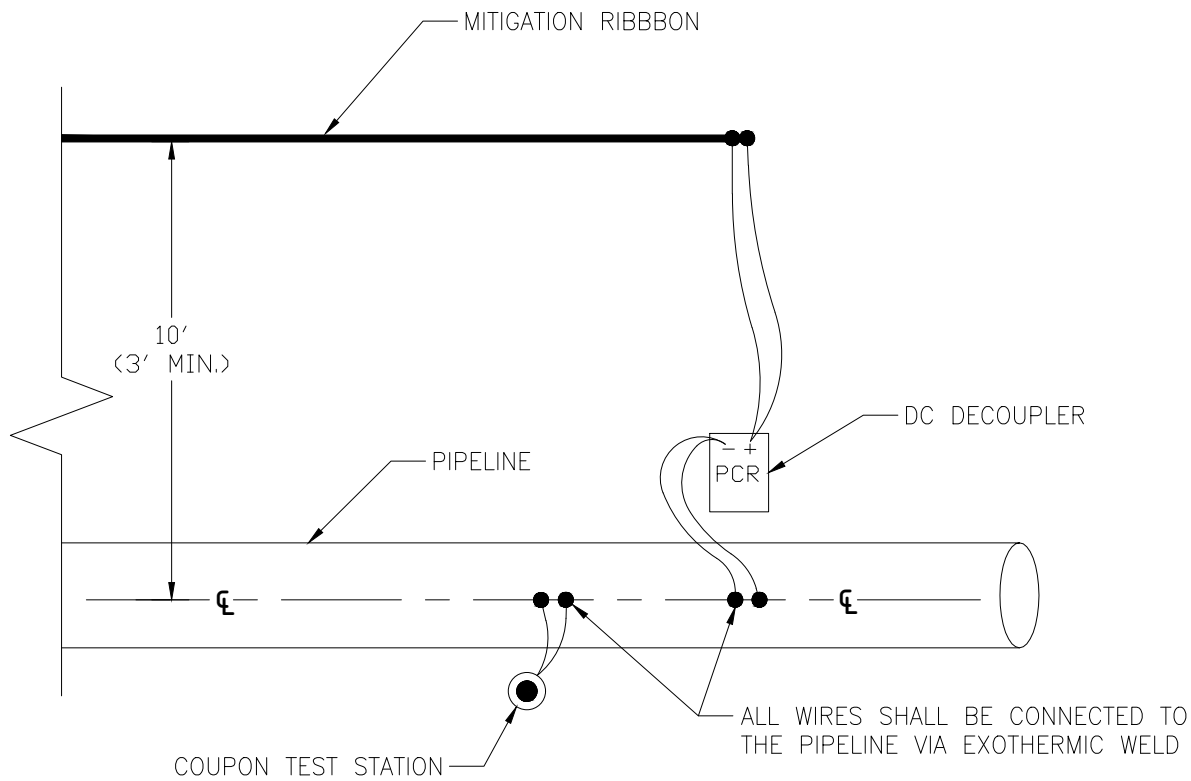 MITIGATION RIBBBON
10'
(3' MIN.)
DC DECOUPLER
- +
PCR
PIPELINE
℄ ℄
ALL WIRES SHALL BE CONNECTED TO
THE PIPELINE VIA EXOTHERMIC WELD
COUPON TEST STATION